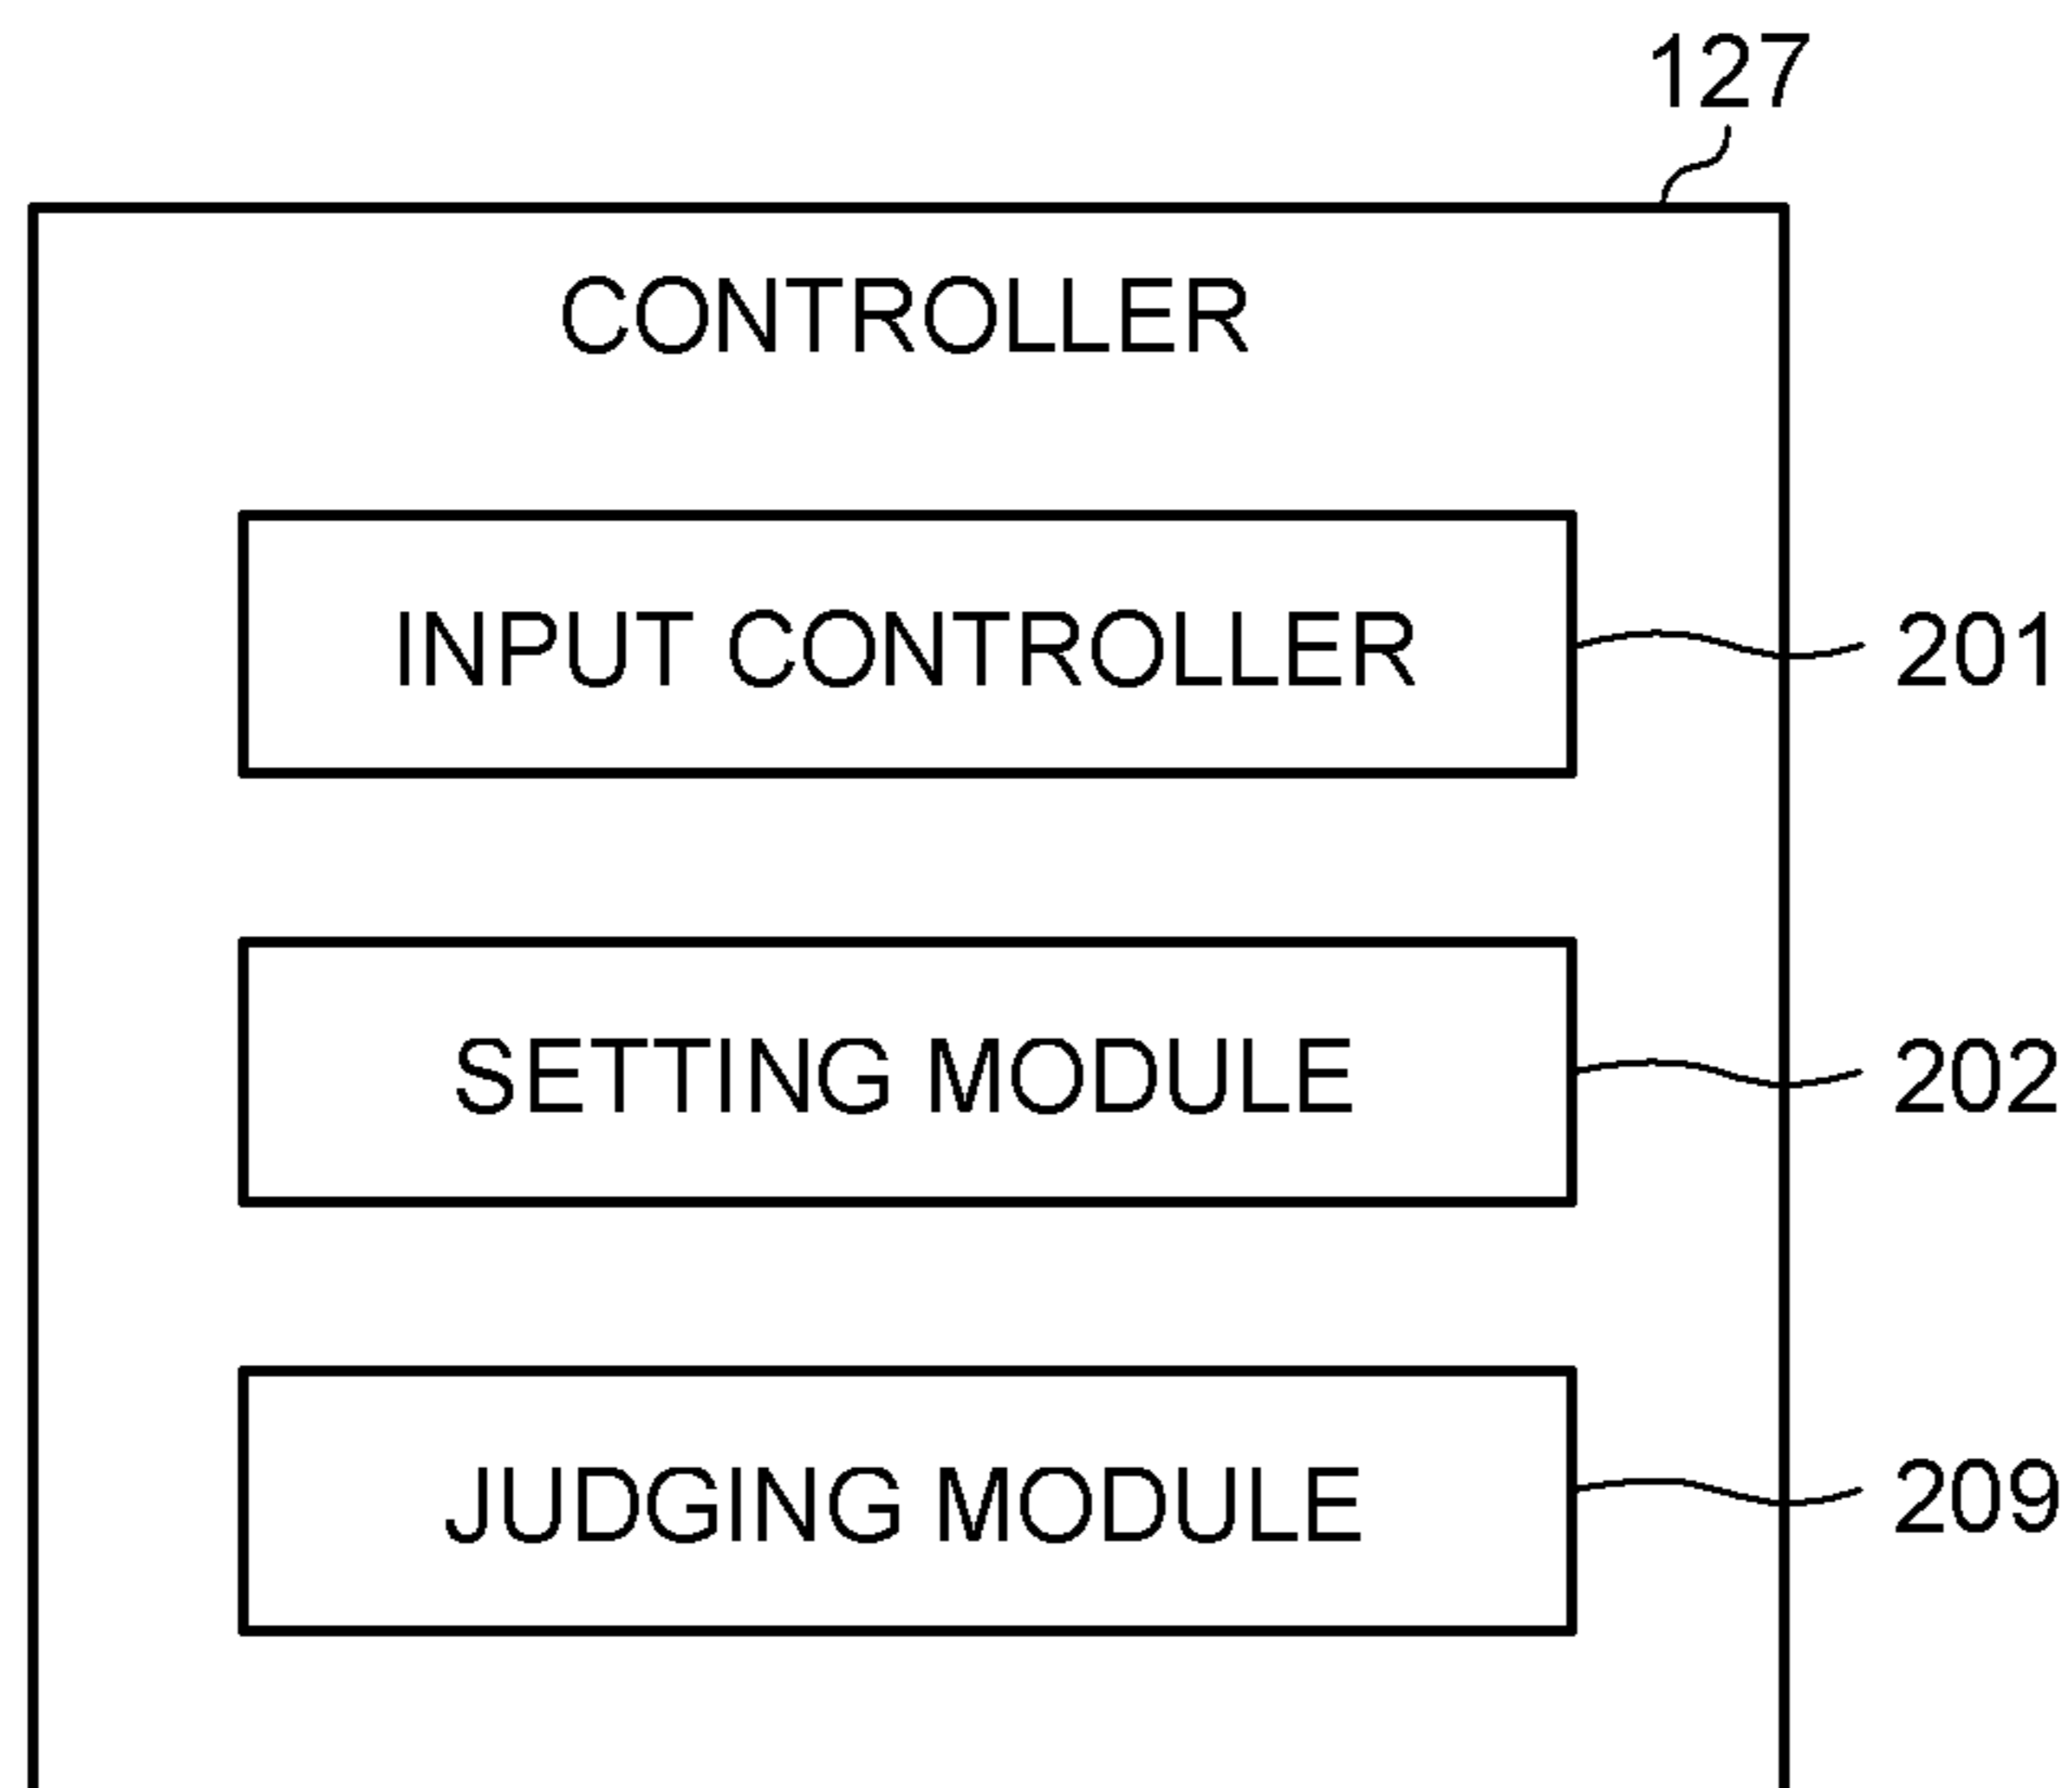 127
CONTROLLER
INPUT CONTROLLER
201
SETTING MODULE
202
JUDGING MODULE
209